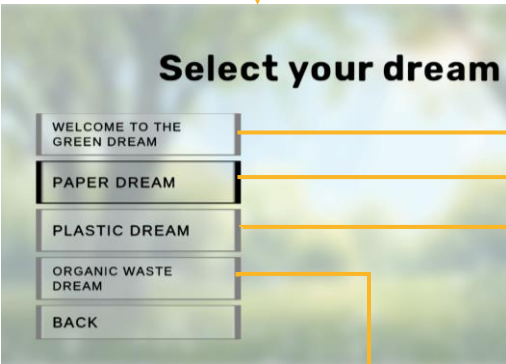 Select your dream
WELCOME TO THE
GREEN DREAM
PAPER DREAM
PLASTIC DREAM
ORGANIC WASTE
DREAM
BACK